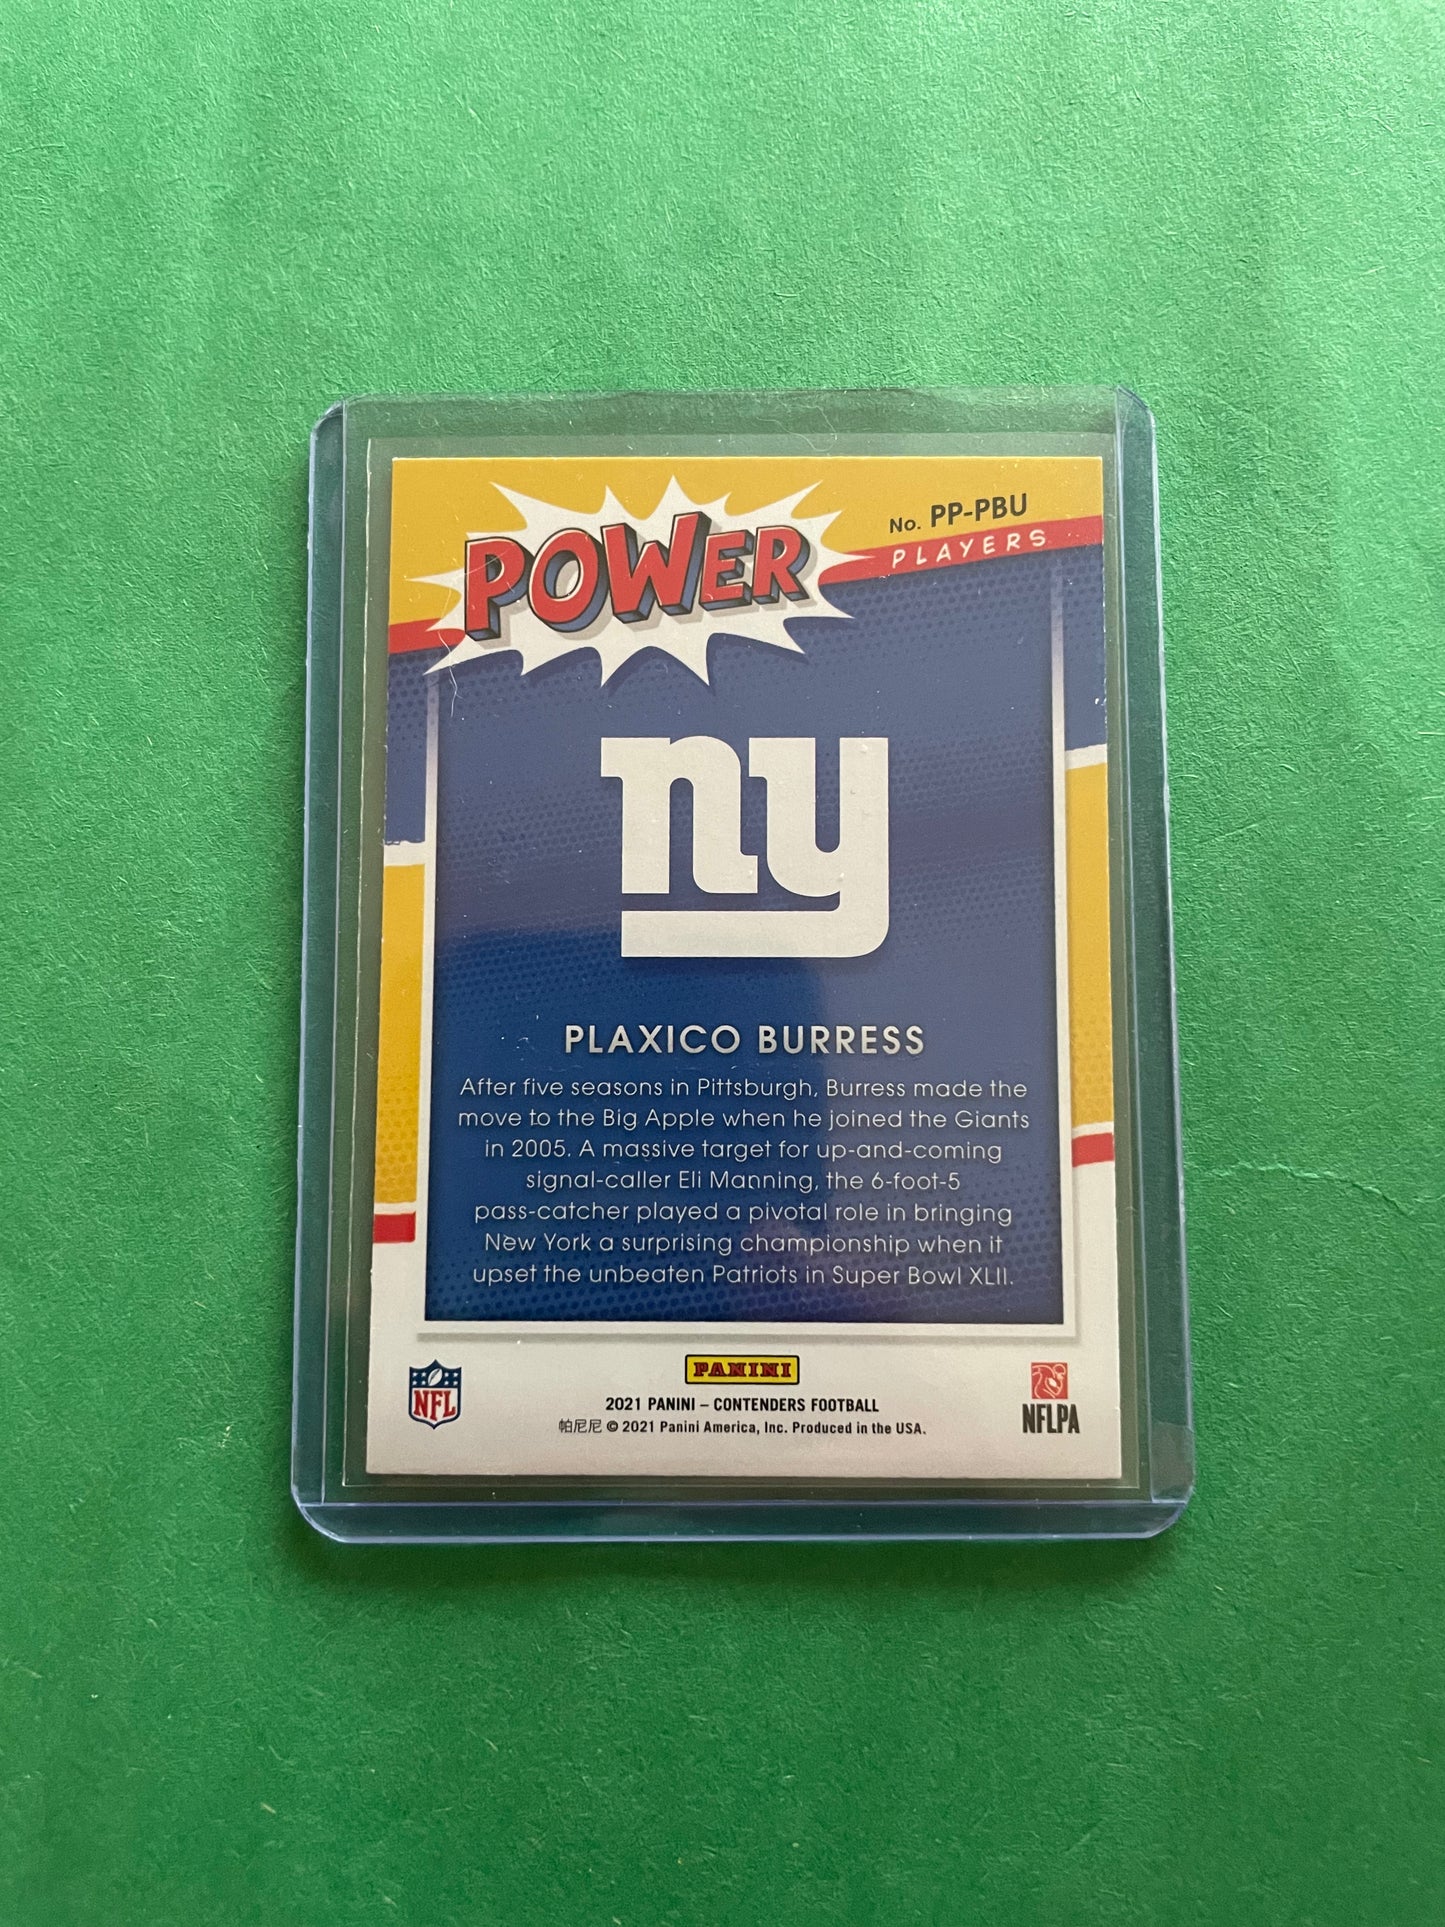 POWER
No. PP-PBU
PLAYERS
ny
PLAXICO BURRESS
After five seasons in Pittsburgh, Burress made the
move to the Big Apple when he joined the Giants
in 2005. A massive target for up-and-coming
signal-caller Eli Manning, the 6-foot-5
pass-catcher played a pivotal role in bringing
New York a surprising championship when it
upset the unbeaten Patriots in Super Bowl XLII.
PANINI
NFL
2021 PANINI – CONTENDERS FOOTBALL
帕尼尼 © 2021 Panini America, Inc. Produced in the USA.
NFLPA